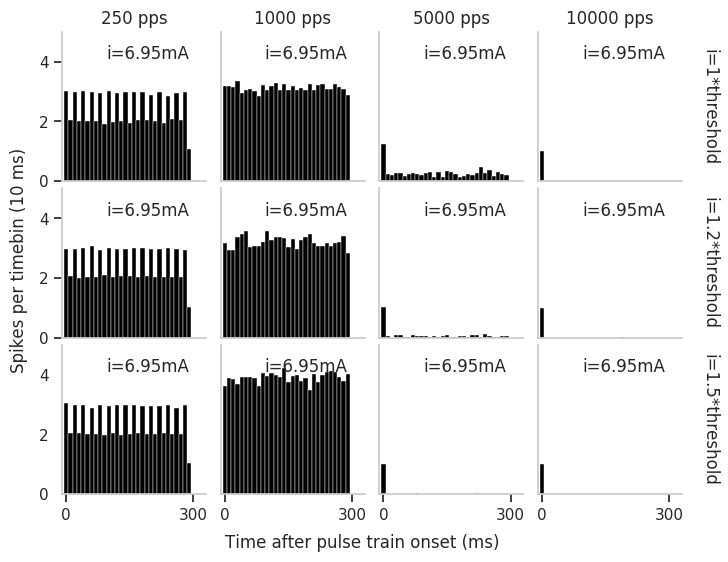 250 pps 1000 pps 5000 pps 10000 pps
i=6.95mA i=6.95mA i=6.95mA i=6.95mA
i=1*threshold
4
2
0
i=6.95mA i=6.95mA i=6.95mA i=6.95mA
i=1.2*threshold
4
2
0
Spikes per timebin (10 ms)
i=6.95mA i=6.95mA i=6.95mA i=6.95mA
i=1.5*threshold
4
2
0
0 300 0 300 0 300 0 300
Time after pulse train onset (ms)